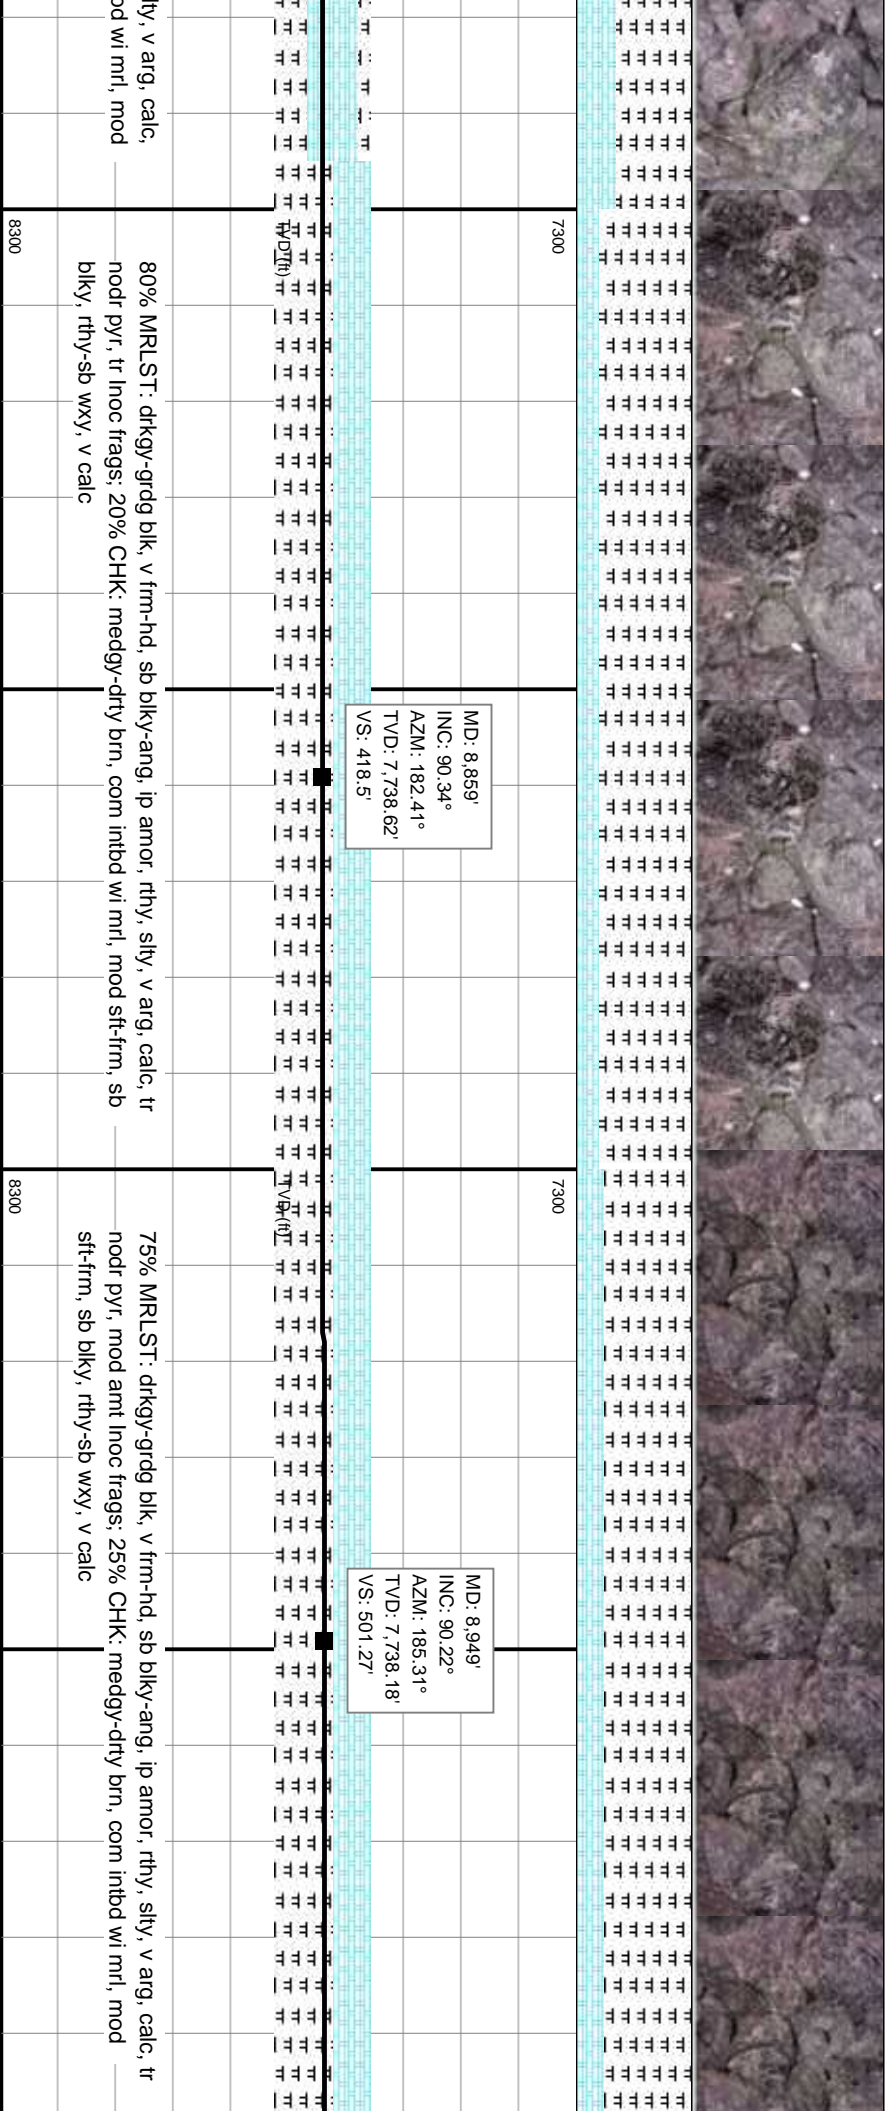 lty, v arg, calc,
od wi mrl, mod
7300
TVD (ft)
8300
80% MRLST: drkgy-grdg blk, v frm-hd, sb blky-ang, ip amor, rthy, slty, v arg, calc, tr
nodr pyr, tr Inoc frags; 20% CHK: medgy-drty brn, com intbd wi mrl, mod sft-frm, sb
blky, rthy-sb wxy, v calc
MD: 8,859'
INC: 90.34°
AZM: 182.41°
TVD: 7,738.62'
VS: 418.5'
7300
TVD (ft)
8300
75% MRLST: drkgy-grdg blk, v frm-hd, sb blky-ang, ip amor, rthy, slty, v arg, calc, tr
nodr pyr, mod amt Inoc frags; 25% CHK: medgy-drty brn, com intbd wi mrl, mod
sft-frm, sb blky, rthy-sb wxy, v calc
MD: 8,949'
INC: 90.22°
AZM: 185.31°
TVD: 7,738.18'
VS: 501.27'